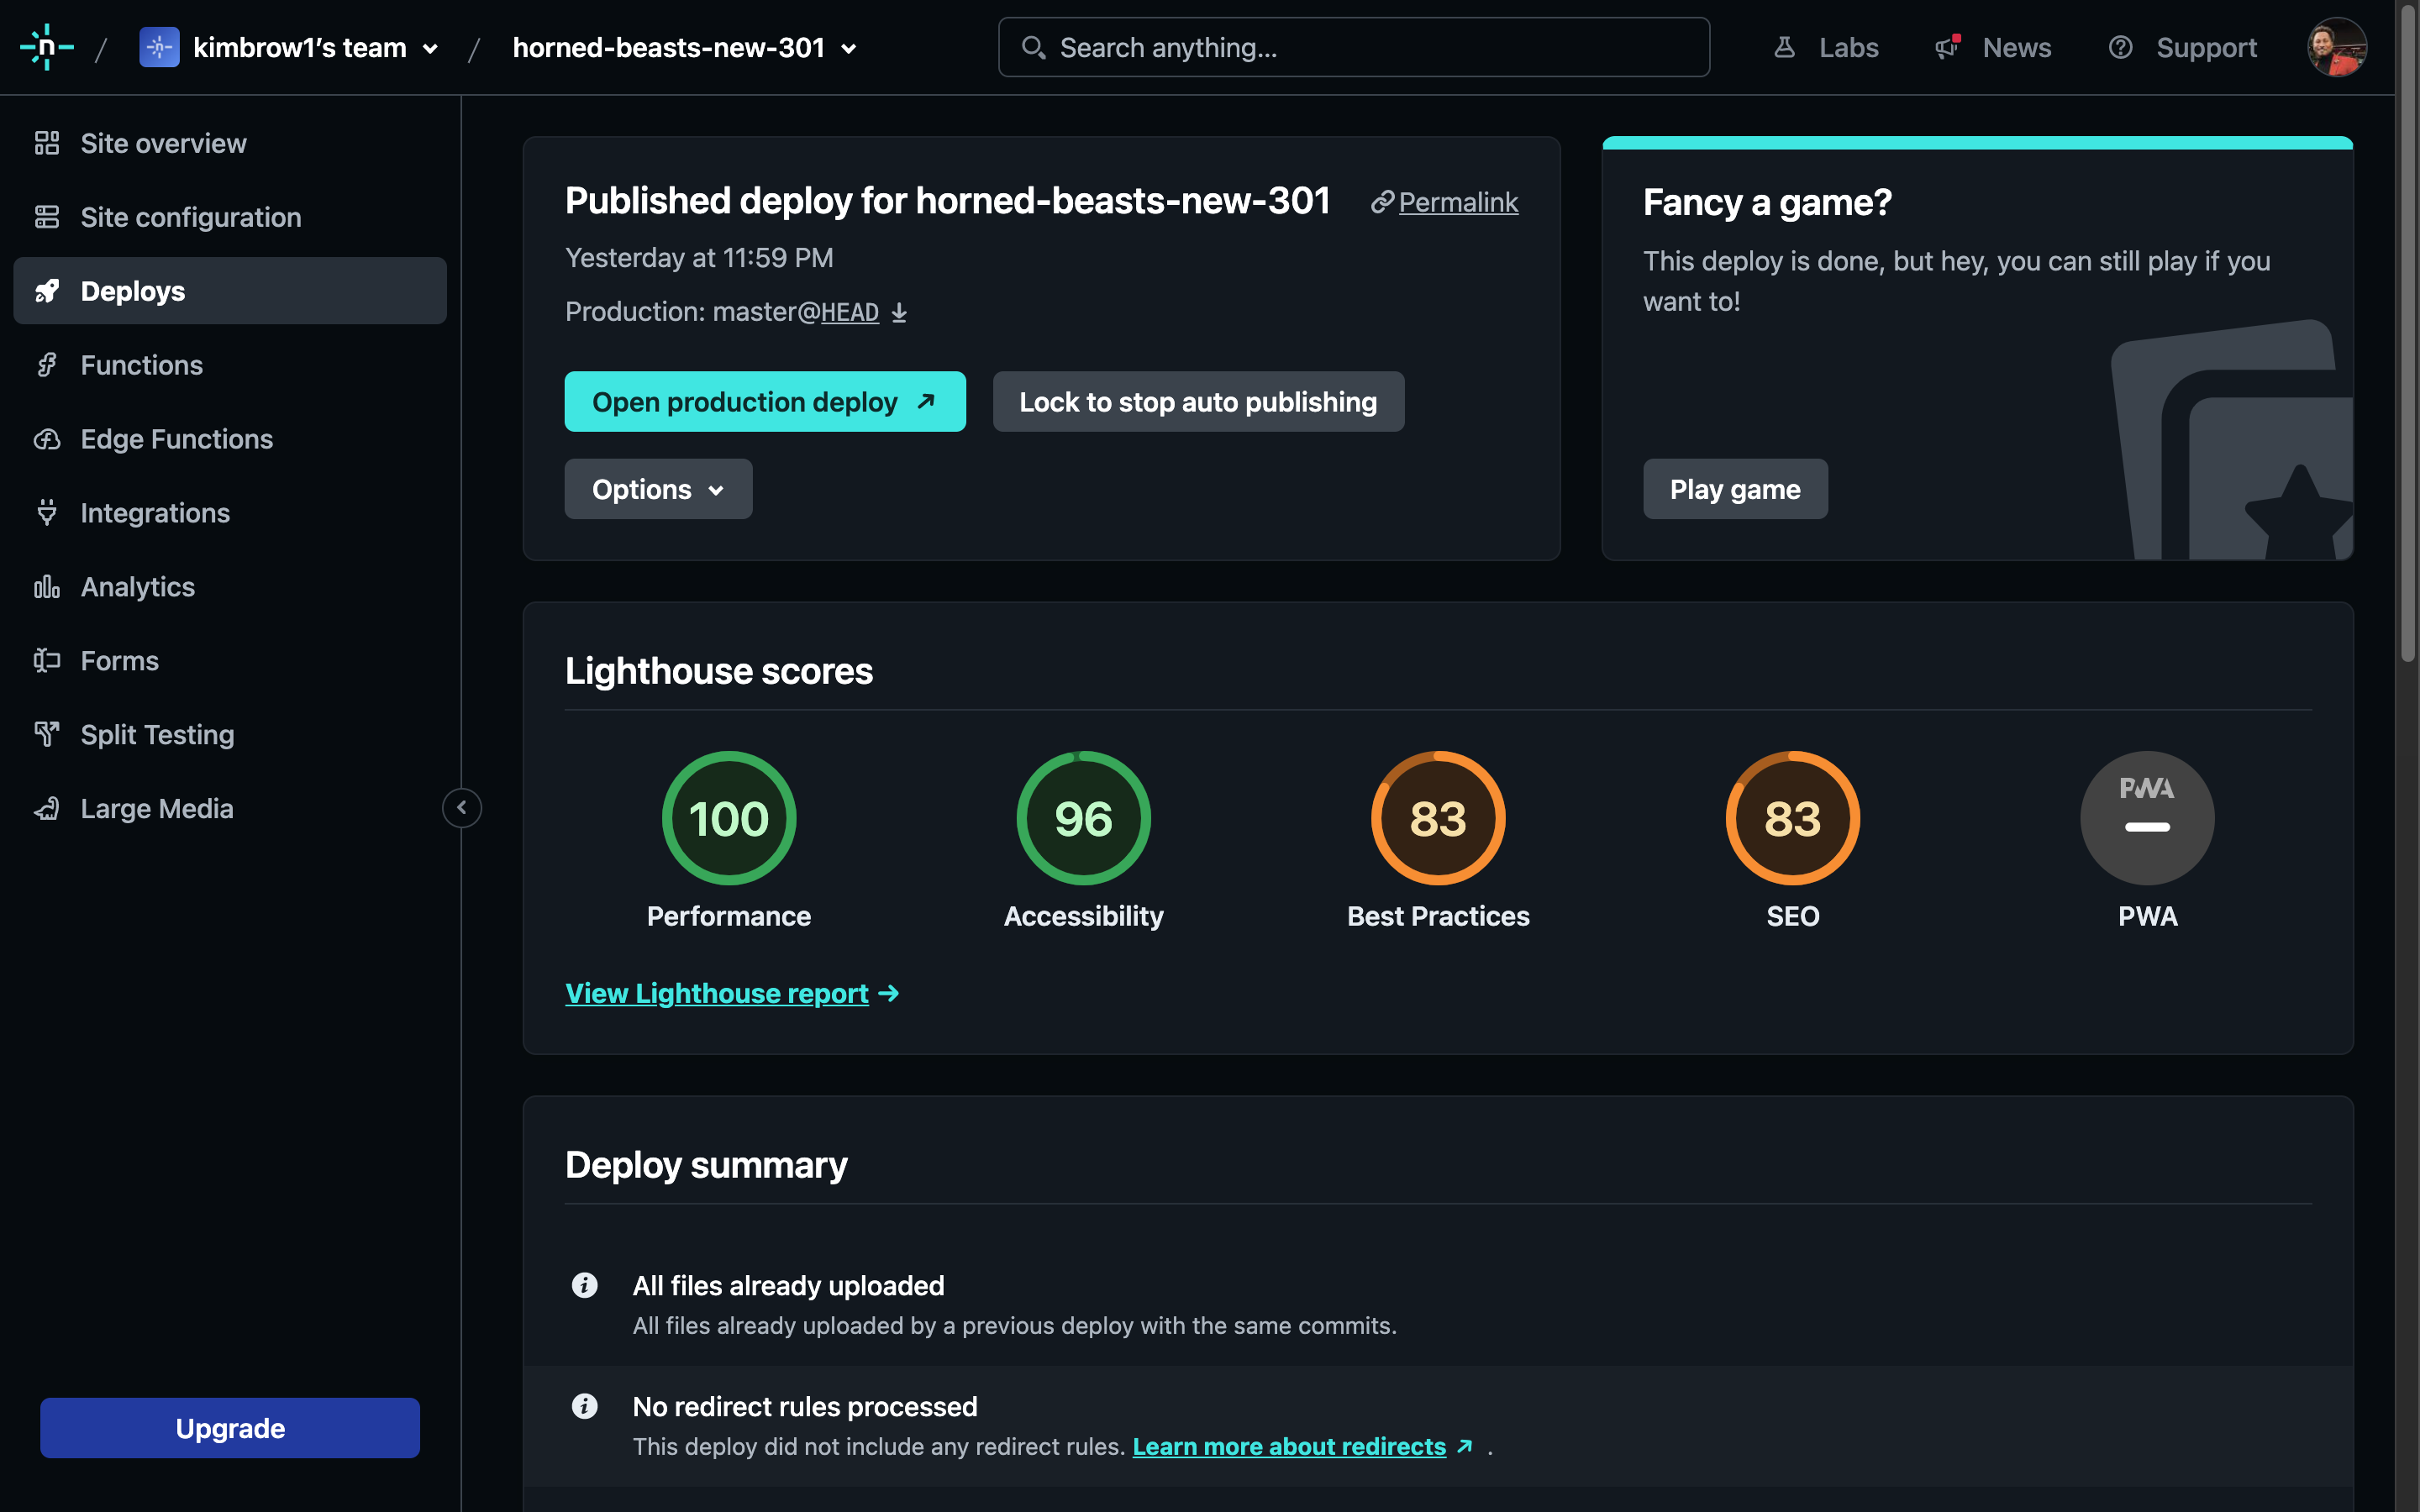 n / kimbrow1's team / horned-beasts-new-301
Search anything...
Labs
News
Support
Site overview
Site configuration
Deploys
Functions
Edge Functions
Integrations
Analytics
Forms
Split Testing
Large Media
Upgrade
Published deploy for horned-beasts-new-301
Permalink
Yesterday at 11:59 PM
Production: master@HEAD
Open production deploy
Lock to stop auto publishing
Options
Fancy a game?
This deploy is done, but hey, you can still play if you
want to!
Play game
Lighthouse scores
100
Performance
96
Accessibility
83
Best Practices
83
SEO
PWA
PWA
View Lighthouse report
Deploy summary
All files already uploaded
All files already uploaded by a previous deploy with the same commits.
No redirect rules processed
This deploy did not include any redirect rules. Learn more about redirects .